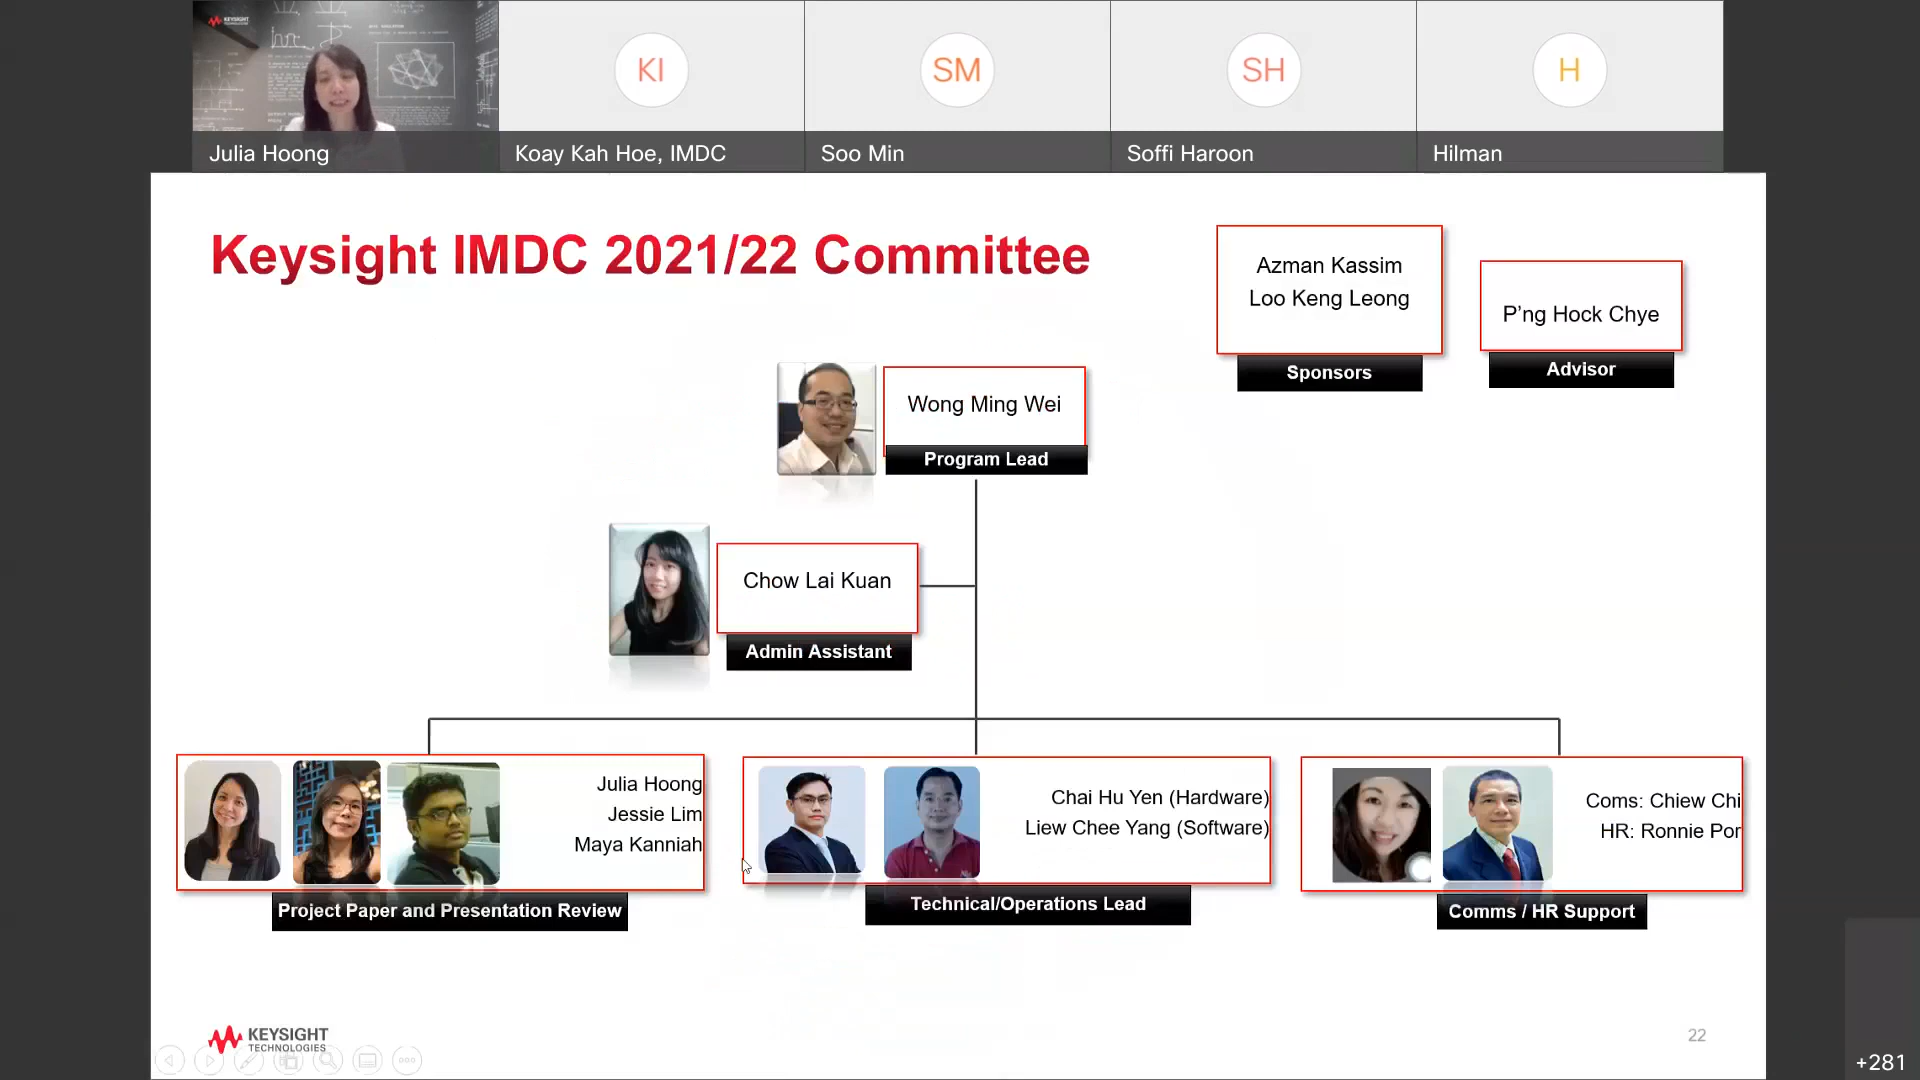 KEYSIGHT
TECHNOLOGIES
KI
SM
SH
H
Julia Hoong
Koay Kah Hoe, IMDC
Soo Min
Soffi Haroon
Hilman
Keysight IMDC 2021/22 Committee
Azman Kassim
Loo Keng Leong
Sponsors
P'ng Hock Chye
Advisor
Wong Ming Wei
Program Lead
Chow Lai Kuan
Admin Assistant
Julia Hoong
Jessie Lim
Maya Kanniah
Project Paper and Presentation Review
Chai Hu Yen (Hardware)
Liew Chee Yang (Software)
Technical/Operations Lead
Coms: Chiew Chi
HR: Ronnie Por
Comms / HR Support
KEYSIGHT
TECHNOLOGIES
22
+281